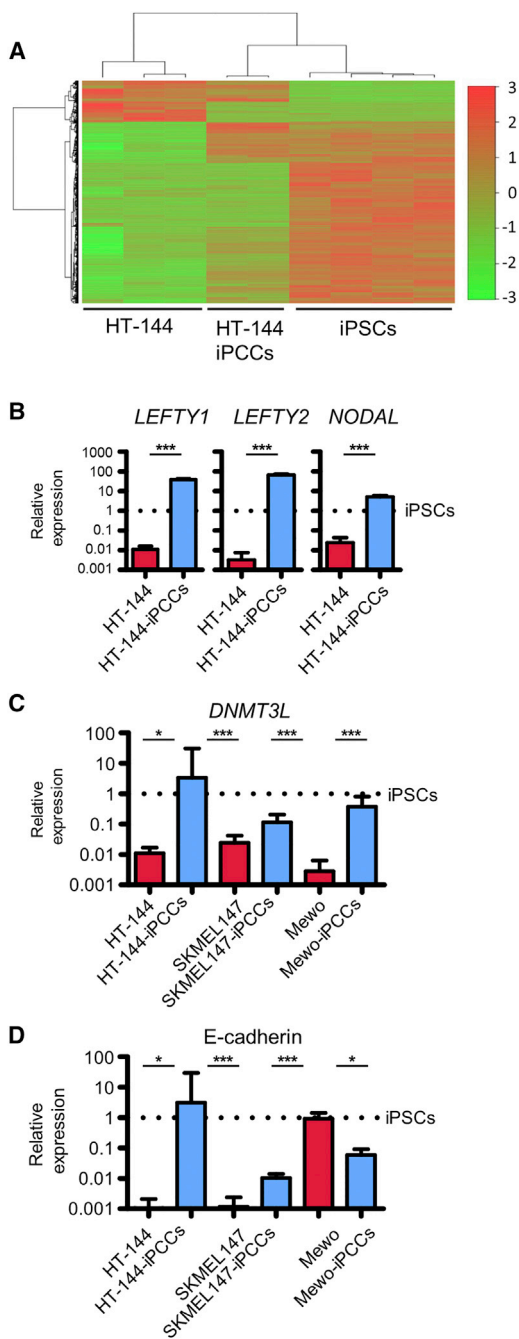 A
3
2
1
0
-1
-2
-3
HT-144
HT-144
iPCCs
iPSCs
B
LEFTY1
LEFTY2
NODAL
***
***
***
Relative
expression
1000
100
10
1
0.1
0.01
0.001
iPSCs
HT-144
HT-144-iPCCs
HT-144
HT-144-iPCCs
HT-144
HT-144-iPCCs
C
DNMT3L
*
***
***
***
Relative
expression
100
10
1
0.1
0.01
0.001
iPSCs
HT-144
HT-144-iPCCs
SKMEL147
SKMEL147-iPCCs
Mewo
Mewo-iPCCs
D
E-cadherin
*
***
***
*
Relative
expression
100
10
1
0.1
0.01
0.001
iPSCs
HT-144
HT-144-iPCCs
SKMEL147
SKMEL147-iPCCs
Mewo
Mewo-iPCCs